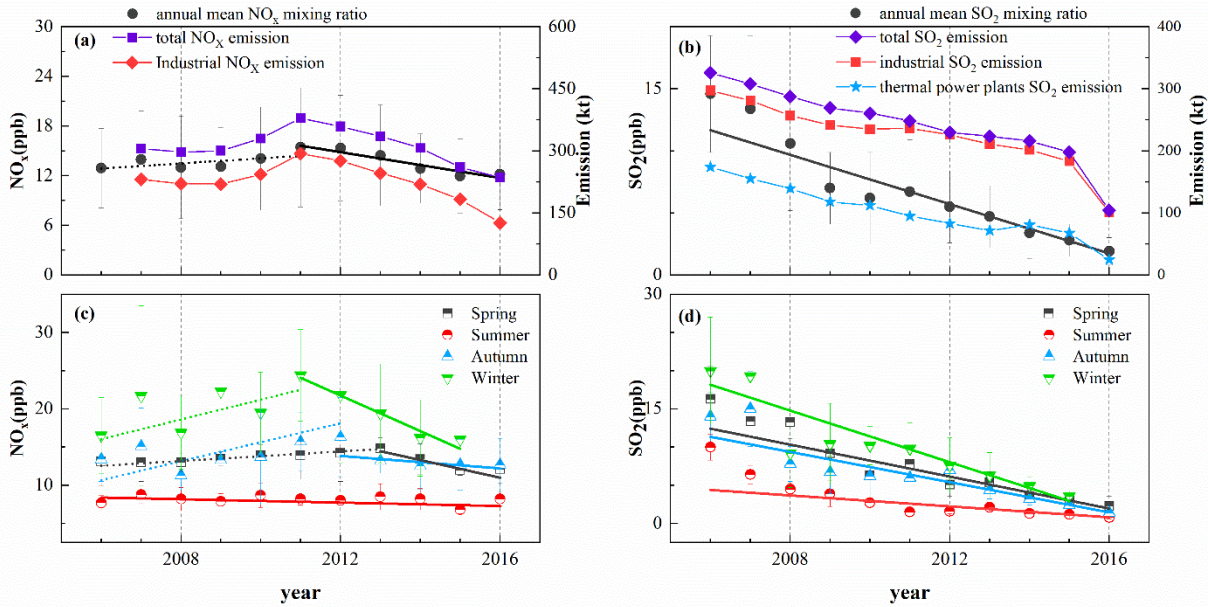 (a)
annual mean NOx mixing ratio
total NOX emission
Industrial NOX emission
NOx(ppb)
30
24
18
12
6
0
600
450
300
150
0
Emission (kt)
(b)
annual mean SO2 mixing ratio
total SO2 emission
industrial SO2 emission
thermal power plants SO2 emission
SO2(ppb)
15
0
400
300
200
100
0
Emission (kt)
(c)
Spring
Summer
Autumn
Winter
NOx(ppb)
30
20
10
2008
2012
2016
year
(d)
Spring
Summer
Autumn
Winter
SO2(ppb)
30
15
0
2008
2012
2016
year